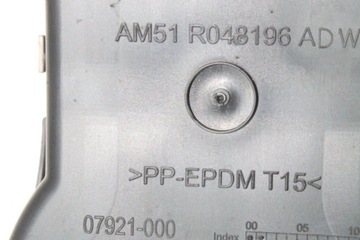 AM51 R048196 AD W
>PP-EPDM T15<
07921-000
Index
00 05 10